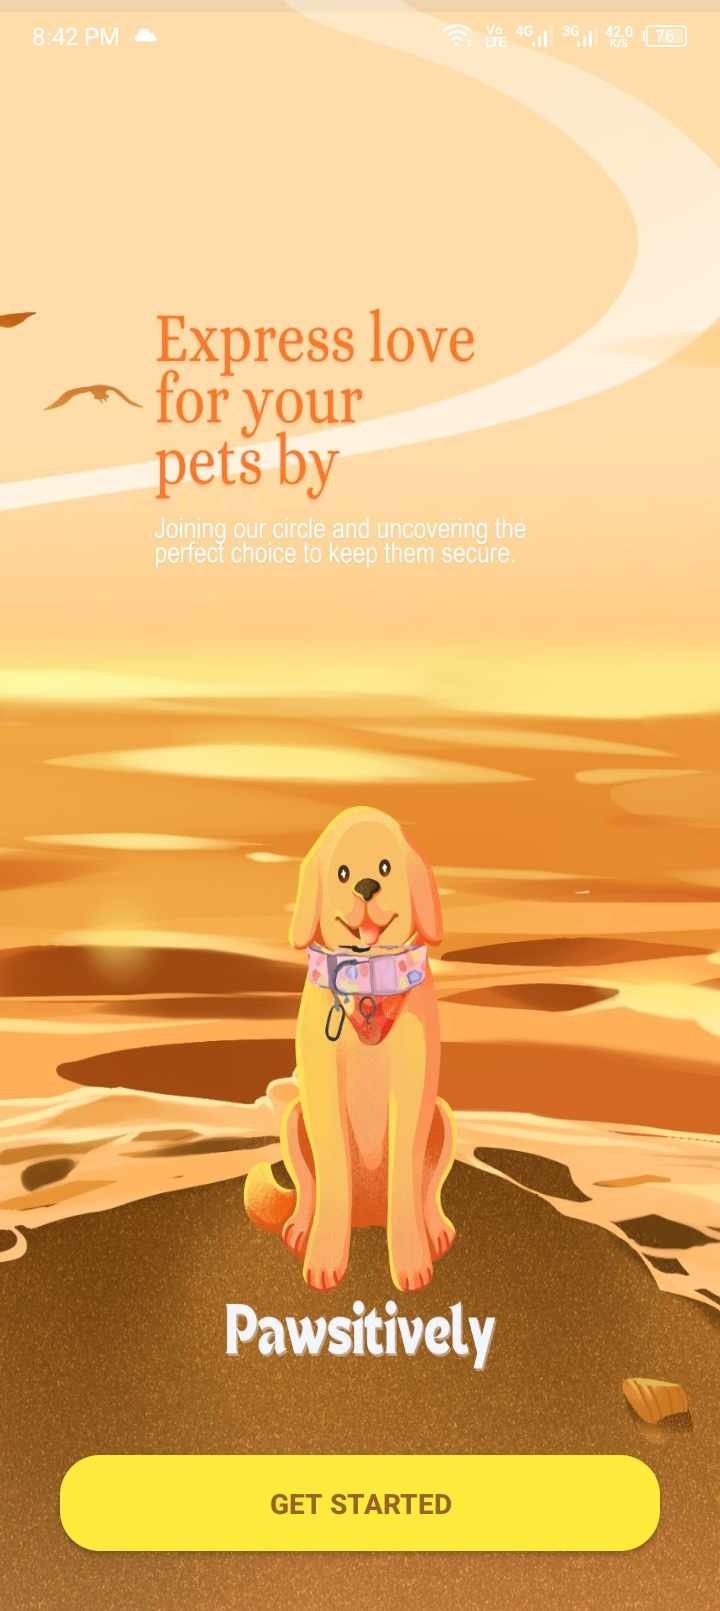 8:42 PM Vo LTE 4G 3G 42.0 K/S 76
Express love
for your
pets by
Joining our circle and uncovering the
perfect choice to keep them secure.
Pawsitively
GET STARTED